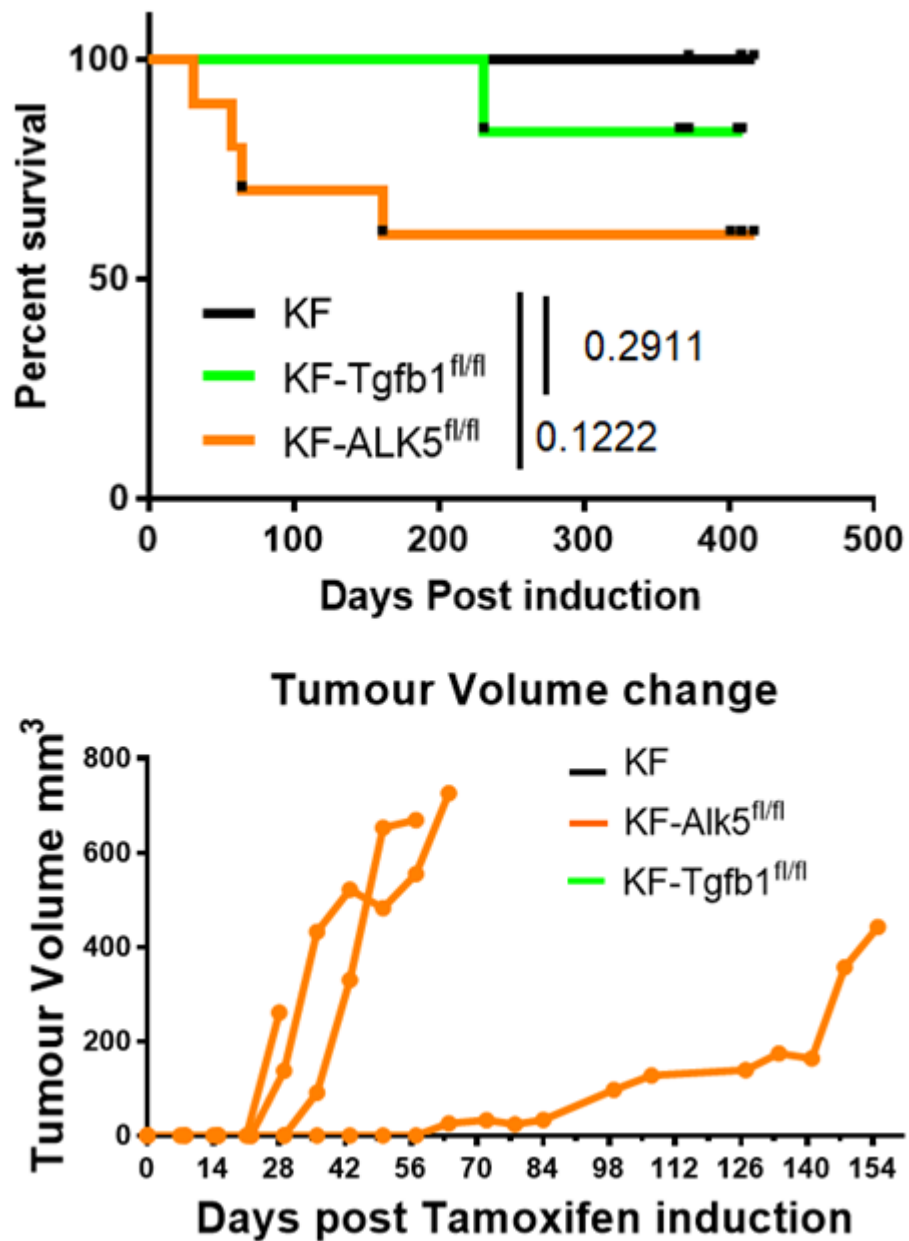 100
50
0
Percent survival
KF
KF-Tgfb1fl/fl
KF-ALK5fl/fl
0.2911
0.1222
0 100 200 300 400 500
Days Post induction
Tumour Volume change
800
600
400
200
0
Tumour Volume mm3
KF
KF-Alk5fl/fl
KF-Tgfb1fl/fl
0 14 28 42 56 70 84 98 112 126 140 154
Days post Tamoxifen induction